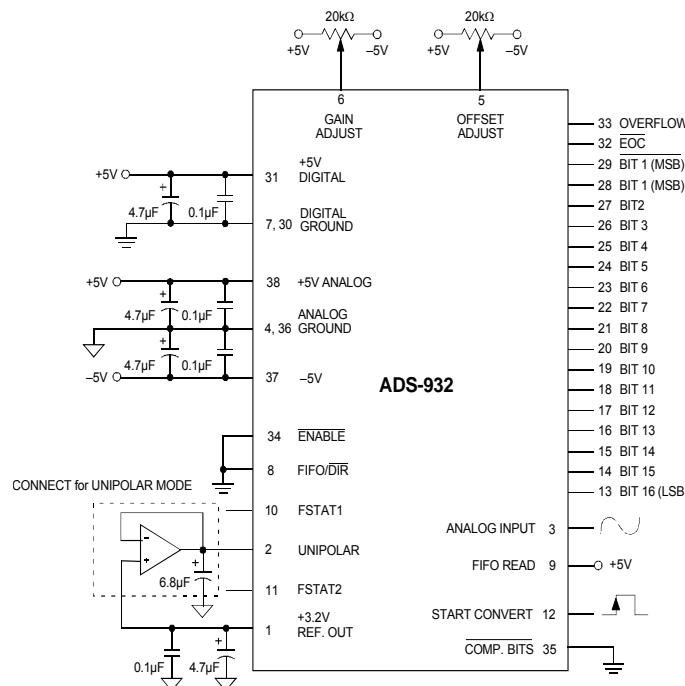 20kΩ
20kΩ
+5V
–5V
+5V
–5V
6
5
GAIN
ADJUST
OFFSET
ADJUST
+5V
31 DIGITAL
+5V
4.7µF
0.1µF
+
7, 30 DIGITAL
GROUND
+5V
38 +5V ANALOG
+
4.7µF
0.1µF
ANALOG
4, 36 GROUND
+
4.7µF
0.1µF
–5V
37 –5V
ADS-932
34 ENABLE
8 FIFO/DIR
CONNECT for UNIPOLAR MODE
10 FSTAT1
-
+
2 UNIPOLAR
+
6.8µF
11 FSTAT2
+3.2V
1 REF. OUT
+
0.1µF
4.7µF
33 OVERFLOW
32 EOC
29 BIT 1 (MSB)
28 BIT 1 (MSB)
27 BIT2
26 BIT 3
25 BIT 4
24 BIT 5
23 BIT 6
22 BIT 7
21 BIT 8
20 BIT 9
19 BIT 10
18 BIT 11
17 BIT 12
16 BIT 13
15 BIT 14
14 BIT 15
13 BIT 16 (LSB
ANALOG INPUT 3
FIFO READ 9
+5V
START CONVERT 12
COMP. BITS 35